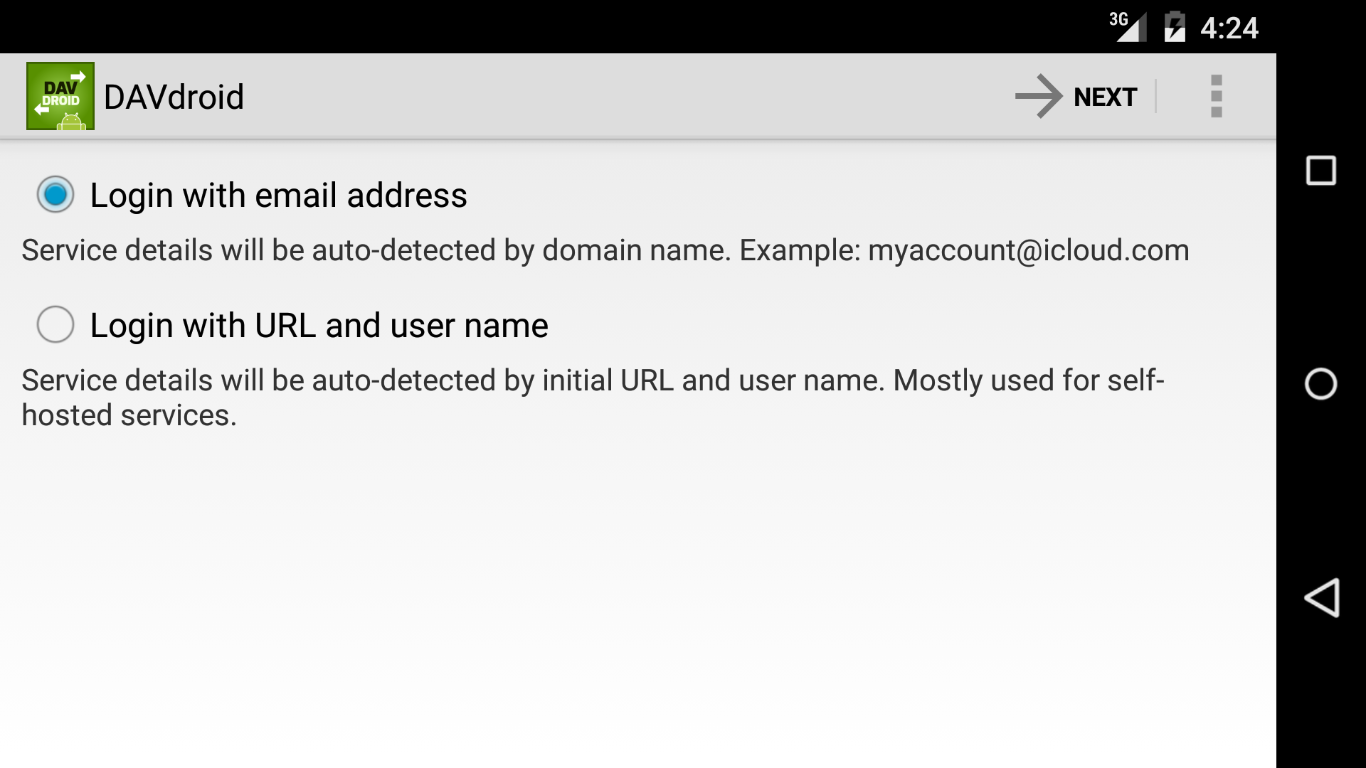 3G 4:24
DAV
DROID
DAVdroid
NEXT
Login with email address
Service details will be auto-detected by domain name. Example: myaccount@icloud.com
Login with URL and user name
Service details will be auto-detected by initial URL and user name. Mostly used for self-
hosted services.